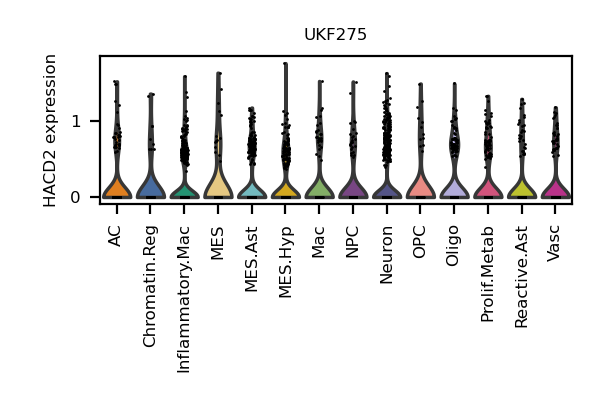 UKF275
HACD2 expression
1
0
AC
Chromatin.Reg
Inflammatory.Mac
MES
MES.Ast
MES.Hyp
Mac
NPC
Neuron
OPC
Oligo
Prolif.Metab
Reactive.Ast
Vasc